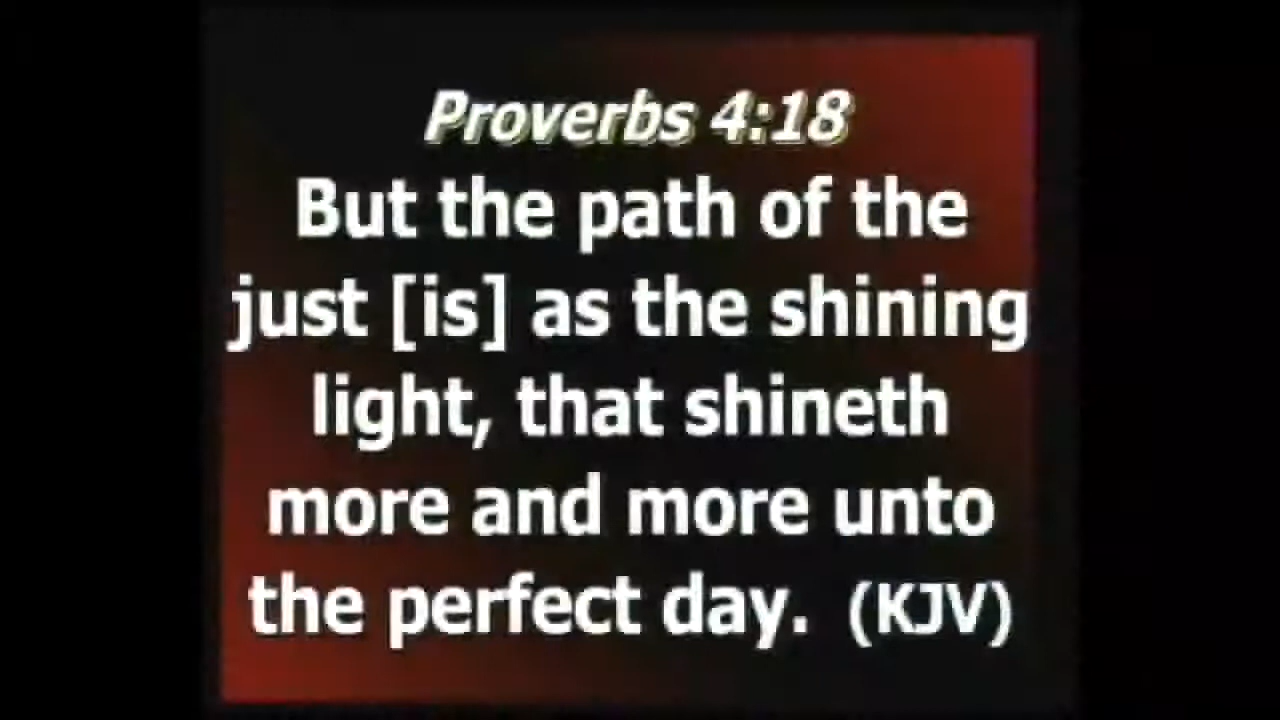 Proverbs 4:18
But the path of the
just [is] as the shining
light, that shineth
more and more unto
the perfect day. (KJV)